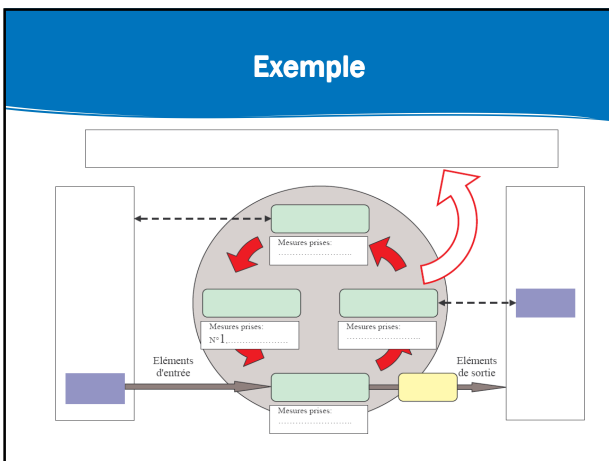 Exemple
Mesures prises:
...........................
Mesures prises:
N°1.......................
Mesures prises:
............................
Eléments
d'entrée
Eléments
de sortie
Mesures prises:
...........................